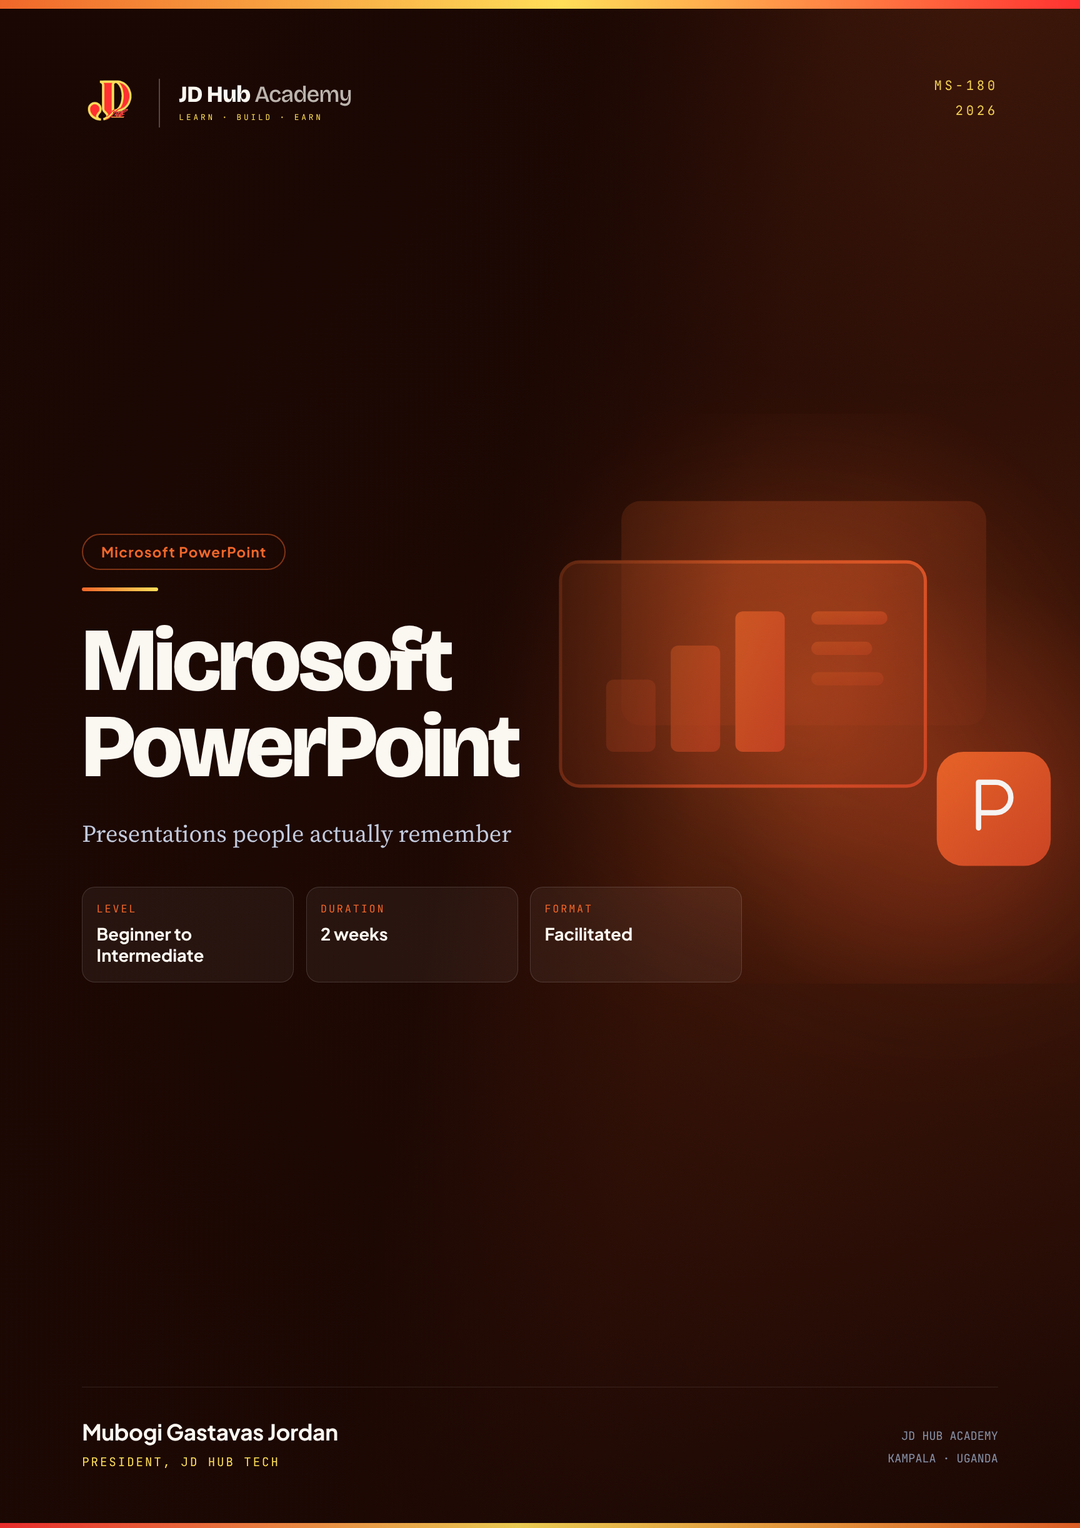 JD
JD Hub Academy
LEARN · BUILD · EARN
MS-180
2026
Microsoft PowerPoint
Microsoft
PowerPoint
Presentations people actually remember
P
LEVEL
Beginner to
Intermediate
DURATION
2 weeks
FORMAT
Facilitated
Mubogi Gastavas Jordan
PRESIDENT, JD HUB TECH
JD HUB ACADEMY
KAMPALA · UGANDA